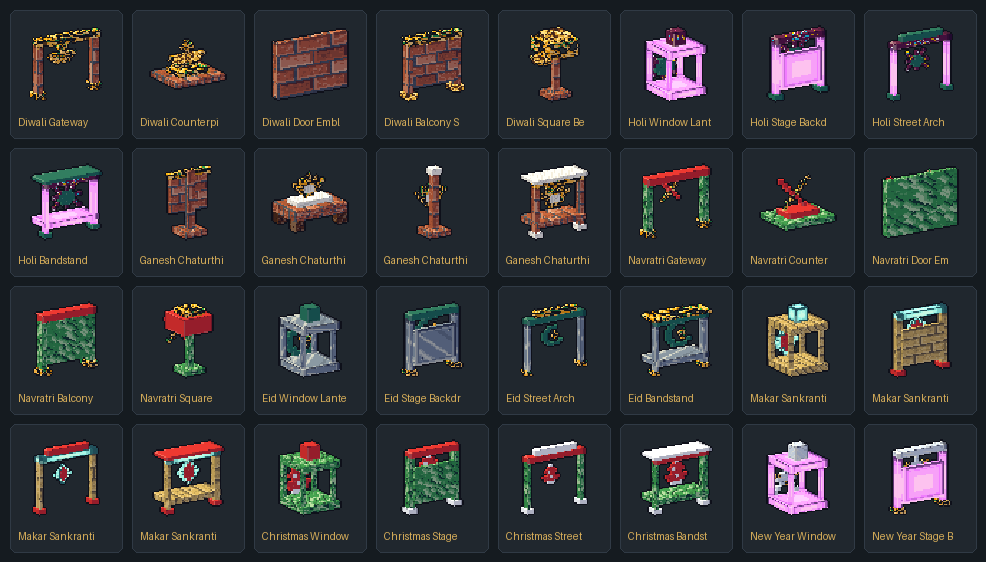 Diwali Gateway
Diwali Counterpi
Diwali Door Embl
Diwali Balcony S
Diwali Square Be
Holi Window Lant
Holi Stage Backd
Holi Street Arch
Holi Bandstand
Ganesh Chaturthi
Ganesh Chaturthi
Ganesh Chaturthi
Ganesh Chaturthi
Navratri Gateway
Navratri Counter
Navratri Door Em
Navratri Balcony
Navratri Square
Eid Window Lante
Eid Stage Backdr
Eid Street Arch
Eid Bandstand
Makar Sankranti
Makar Sankranti
Makar Sankranti
Makar Sankranti
Christmas Window
Christmas Stage
Christmas Street
Christmas Bandst
New Year Window
New Year Stage B